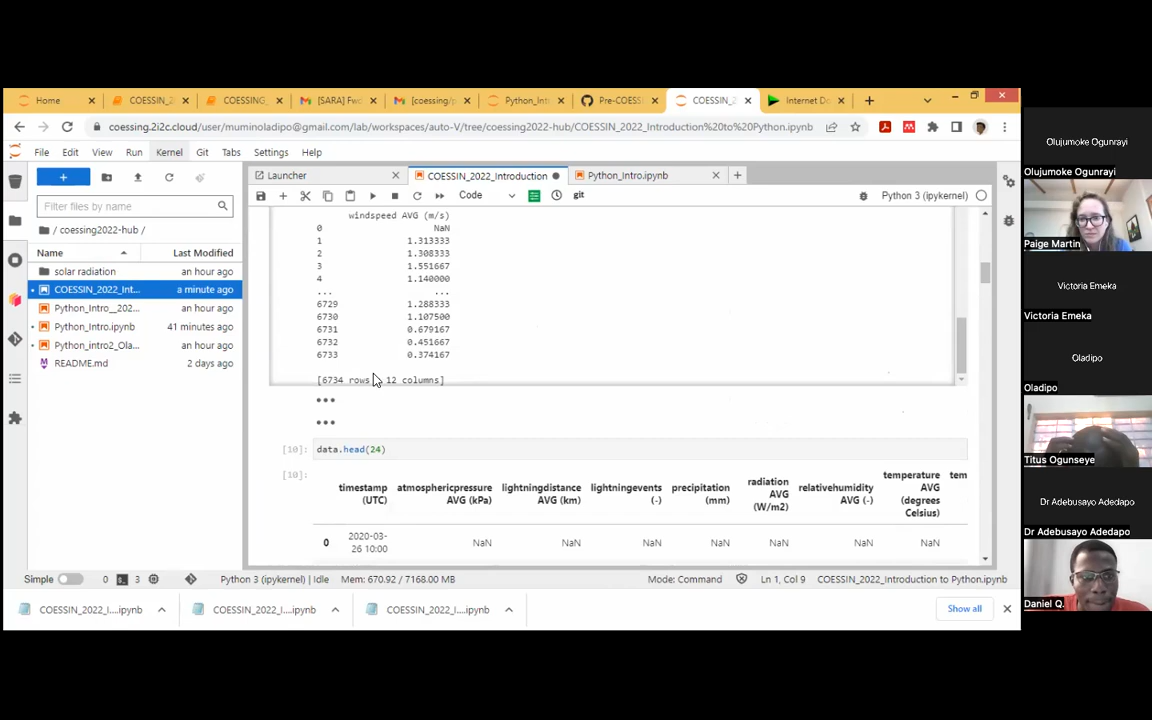 Home
COESSIN_2
COESSING_
[SARA] Fwd
[coessing/p
Python_Intr
Pre-COESS
COESSIN_2
Internet Do
coessing.2i2c.cloud/user/muminoladipo@gmail.com/lab/workspaces/auto-V/tree/coessing2022-hub/COESSIN_2022_Introduction%20to%20Python.ipynb
File Edit View Run Kernel Git Tabs Settings Help
Launcher
COESSIN_2022_Introduction
Python_Intro.ipynb
Code
git
Python 3 (ipykernel)
Filter files by name
/ coessing2022-hub /
Name Last Modified
solar radiation an hour ago
COESSIN_2022_Int... a minute ago
Python_Intro__202... an hour ago
Python_Intro.ipynb 41 minutes ago
Python_intro2_Ola... an hour ago
README.md 2 days ago
windspeed AVG (m/s)
0 NaN
1 1.313333
2 1.308333
3 1.551667
4 1.140000
... ...
6729 1.288333
6730 1.107500
6731 0.679167
6732 0.451667
6733 0.374167
[6734 rows 12 columns]
[10]: data.head(24)
[10]:
timestamp (UTC)
atmosphericpressure AVG (kPa)
lightningdistance AVG (km)
lightningevents (-)
precipitation (mm)
radiation AVG (W/m2)
relativehumidity AVG (-)
temperature AVG (degrees Celsius)
tem
0 2020-03-26 10:00 NaN NaN NaN NaN NaN NaN NaN
Simple 0 3 Python 3 (ipykernel) | Idle Mem: 670.92 / 7168.00 MB Mode: Command Ln 1, Col 9 COESSIN_2022_Introduction to Python.ipynb
COESSIN_2022_I....ipynb
COESSIN_2022_I....ipynb
COESSIN_2022_I....ipynb
Show all
Olujumoke Ogunrayi
Olujumoke Ogunrayi
Paige Martin
Victoria Emeka
Victoria Emeka
Oladipo
Oladipo
Titus Ogunseye
Dr Adebusayo Adedapo
Dr Adebusayo Adedapo
Daniel Q.